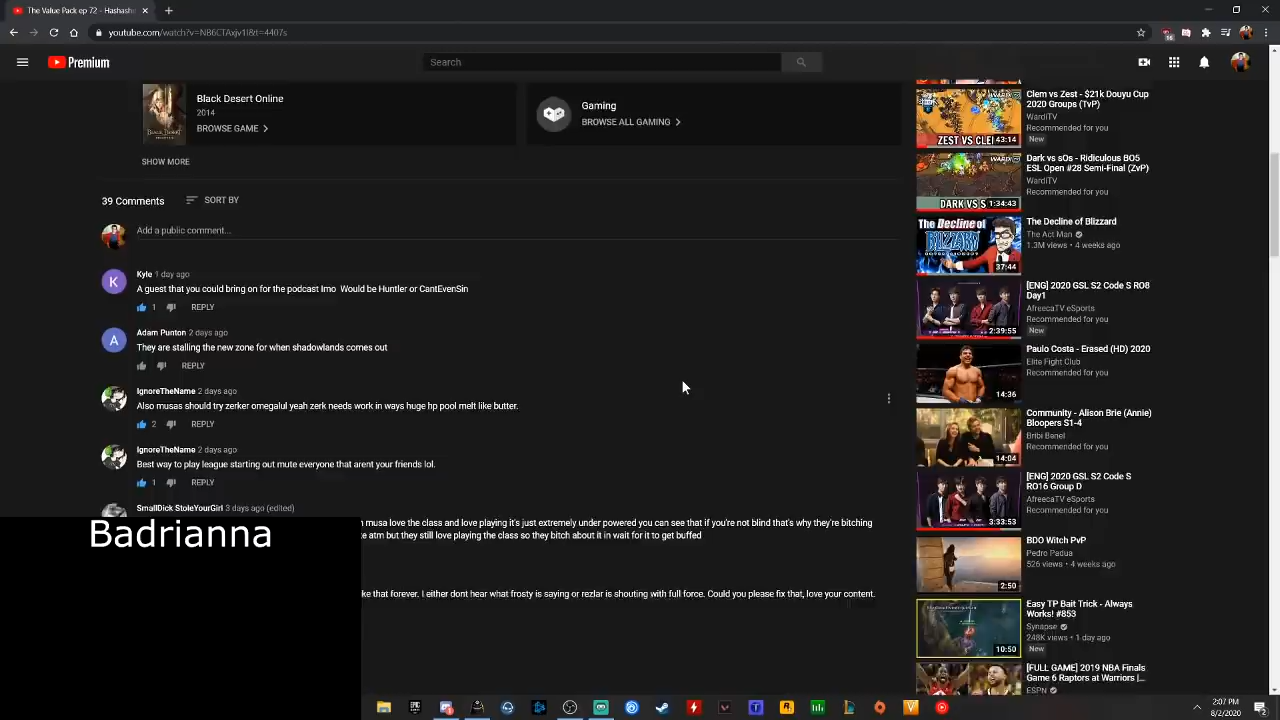 The Value Pack ep 72 - Hashash
youtube.com/watch?v=NB6CTAxjv1I&t=4407s
Premium
Search
Black Desert Online
2014
BROWSE GAME
Gaming
BROWSE ALL GAMING
SHOW MORE
39 Comments
SORT BY
Add a public comment...
Kyle 1 day ago
A guest that you could bring on for the podcast Imo Would be Huntler or CantEvenSin
1 REPLY
Adam Punton 2 days ago
They are stalling the new zone for when shadowlands comes out
REPLY
IgnoreTheName 2 days ago
Also musas should try zerker omegalul yeah zerk needs work in ways huge hp pool melt like a lahn
2 REPLY
IgnoreTheName 2 days ago
Best way to play league starting out mute everyone that arent your friends lol.
1 REPLY
SmallDick StoleYourGirl 3 days ago (edited)
musa love the class and love playing it's just extremely under powered you can see that if you're not blind that's why they're bitching
e atm but they still love playing the class so they bitch about it in wait for it to get buffed
ke that forever. I either don't hear what frosty is saying or ezdar is shouting with full force. Could you please fix that, love your content.
Badrianna
ZEST VS CLE
43:14
Clem vs Zest - $21k Douyu Cup
2020 Groups (TvP)
WardiTV
Recommended for you
New
DARK VS S
1:34:43
Dark vs sOs - Ridiculous BO5
ESL Open #28 Semi-Final (ZvP)
WardiTV
Recommended for you
The Decline of
BLIZZARD
37:44
The Decline of Blizzard
The Act Man
1.3M views • 4 weeks ago
2:39:55
[ENG] 2020 GSL S2 Code S RO8
Day1
AfreecaTV eSports
Recommended for you
New
14:36
Paulo Costa - Erased (HD) 2020
Elite Fight Club
Recommended for you
14:04
Community - Alison Brie (Annie)
Bloopers S1-4
Bribi Benel
Recommended for you
3:33:53
[ENG] 2020 GSL S2 Code S
RO16 Group D
AfreecaTV eSports
Recommended for you
2:50
BDO Witch PvP
Pedro Padua
526 views • 4 weeks ago
10:50
Easy TP Bait Trick - Always
Works! #853
Synapse
248K views • 1 day ago
New
[FULL GAME] 2019 NBA Finals
Game 6 Raptors at Warriors |...
ESPN
2:07 PM
8/2/2020